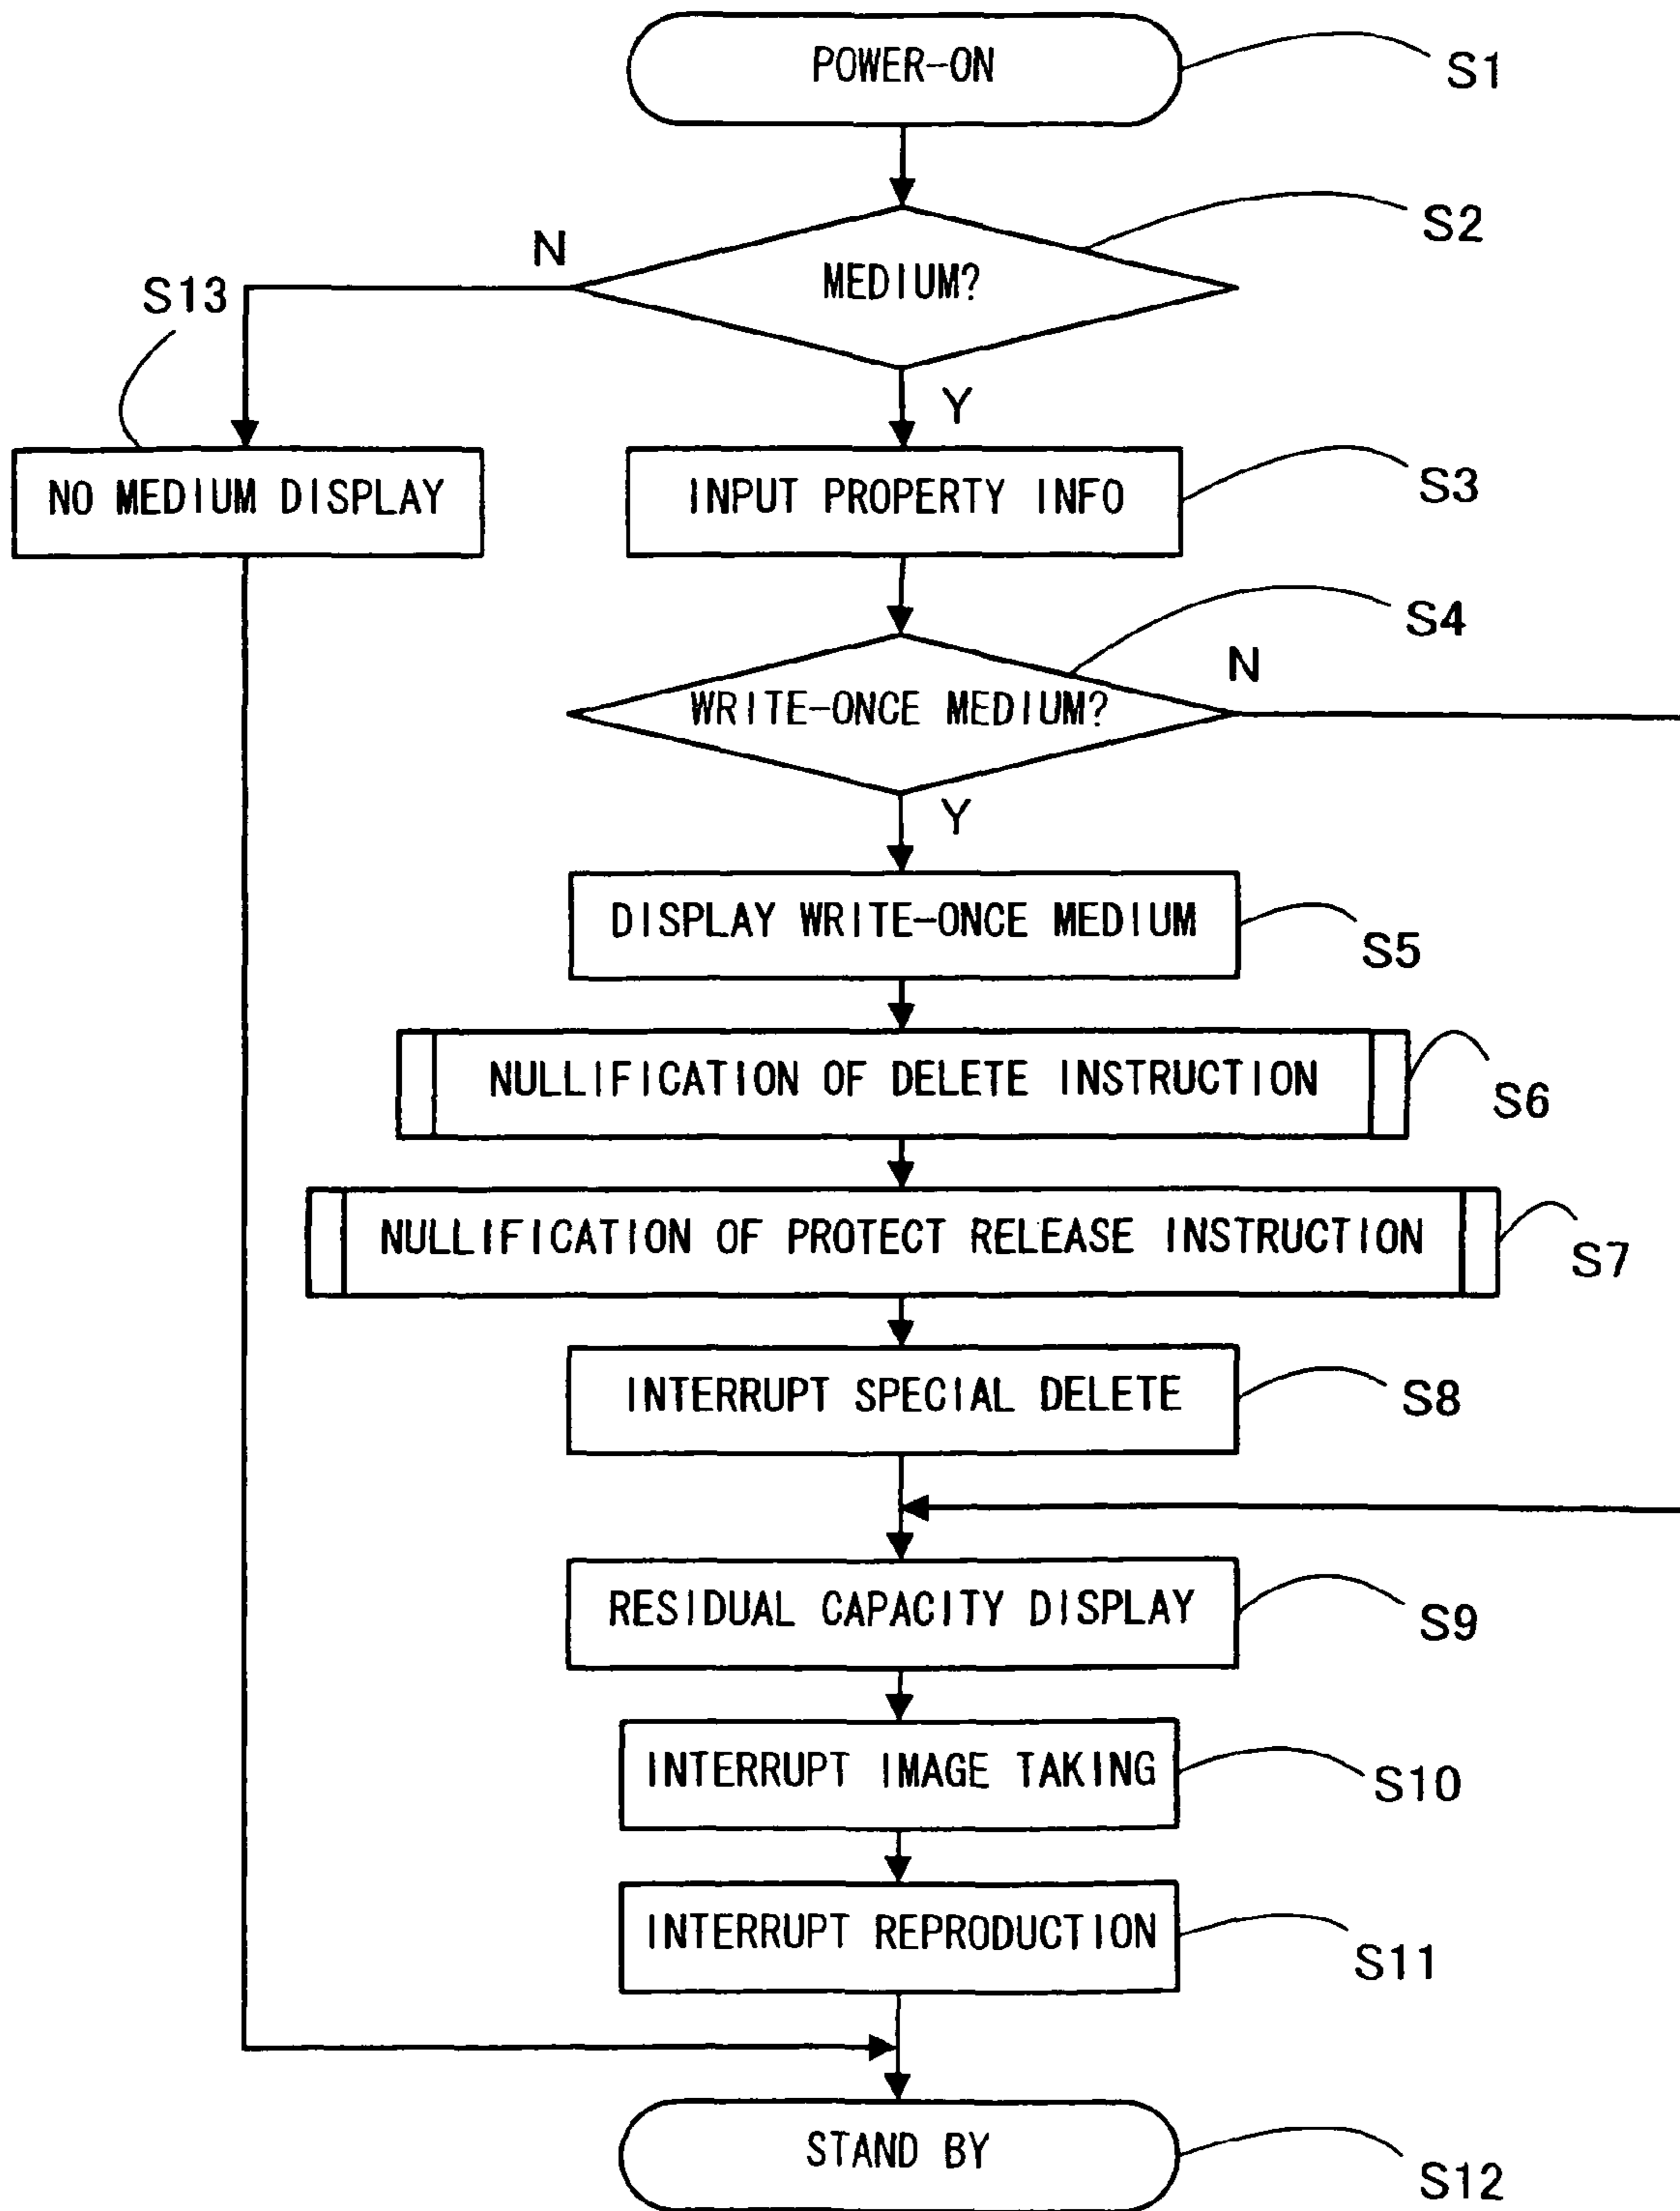 POWER-ON
S1
S2
N
MEDIUM?
S13
Y
NO MEDIUM DISPLAY
INPUT PROPERTY INFO
S3
S4
N
WRITE-ONCE MEDIUM?
Y
DISPLAY WRITE-ONCE MEDIUM
S5
NULLIFICATION OF DELETE INSTRUCTION
S6
NULLIFICATION OF PROTECT RELEASE INSTRUCTION
S7
INTERRUPT SPECIAL DELETE
S8
RESIDUAL CAPACITY DISPLAY
S9
INTERRUPT IMAGE TAKING
S10
INTERRUPT REPRODUCTION
S11
STAND BY
S12